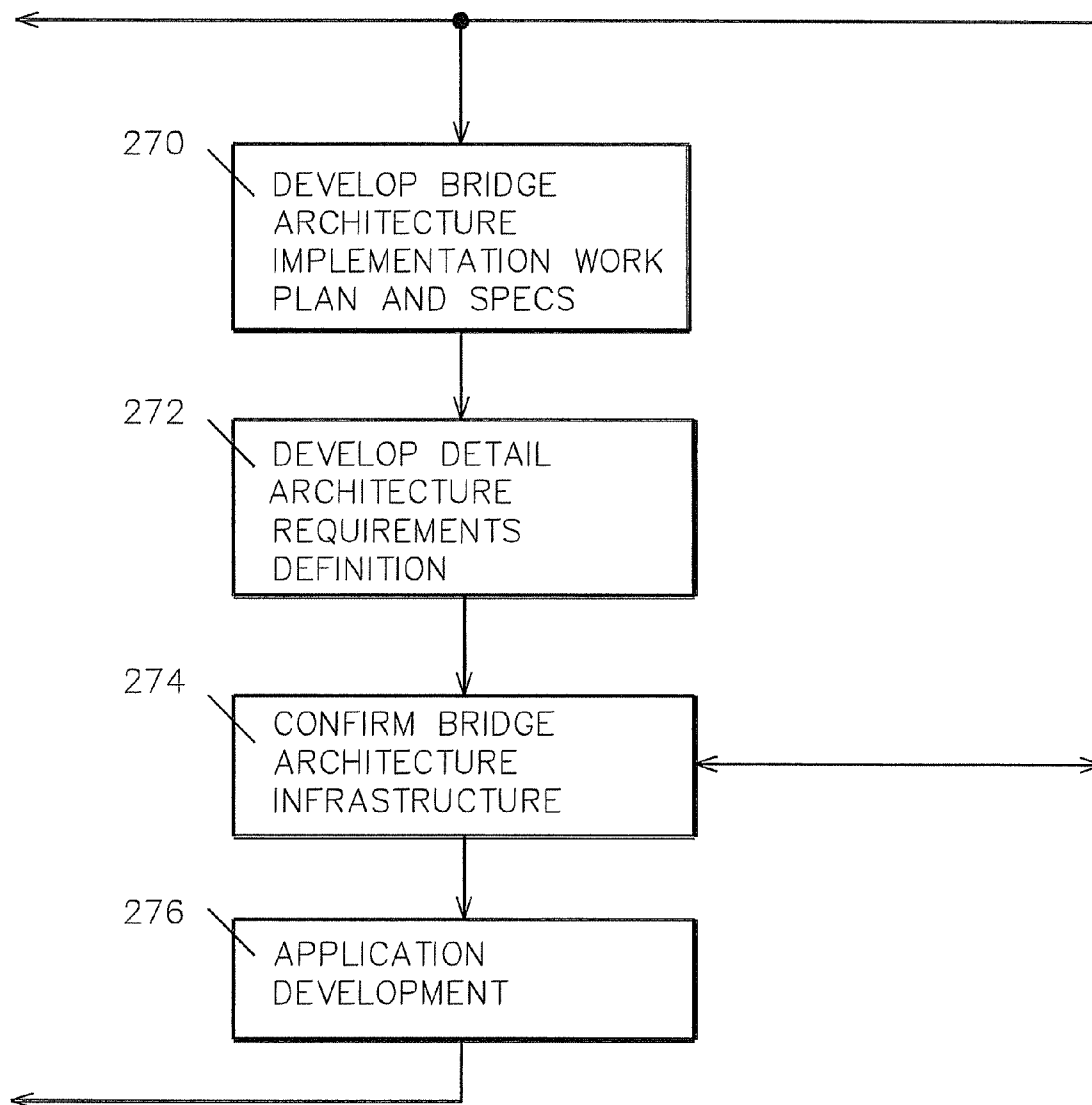 270
DEVELOP BRIDGE
ARCHITECTURE
IMPLEMENTATION WORK
PLAN AND SPECS
272
DEVELOP DETAIL
ARCHITECTURE
REQUIREMENTS
DEFINITION
274
CONFIRM BRIDGE
ARCHITECTURE
INFRASTRUCTURE
276
APPLICATION
DEVELOPMENT